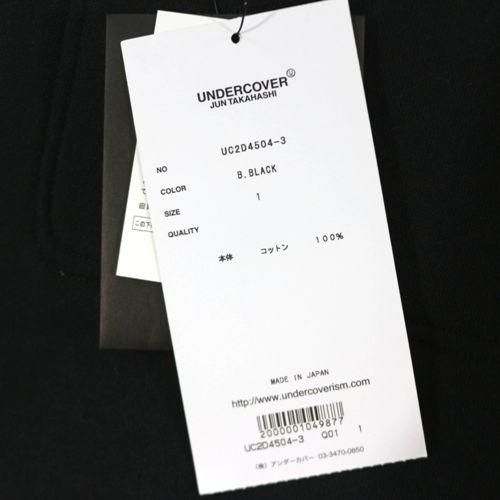 UNDERCOVER Ⓤ
JUN TAKAHASHI
NO UC2D4504-3
COLOR B.BLACK
SIZE 1
QUALITY
本体 コットン 100%
MADE IN JAPAN
http://www.undercoverism.com
2000001049877
UC2D4504-3 Q01 1
(株) アンダーカバー 03-3470-0850